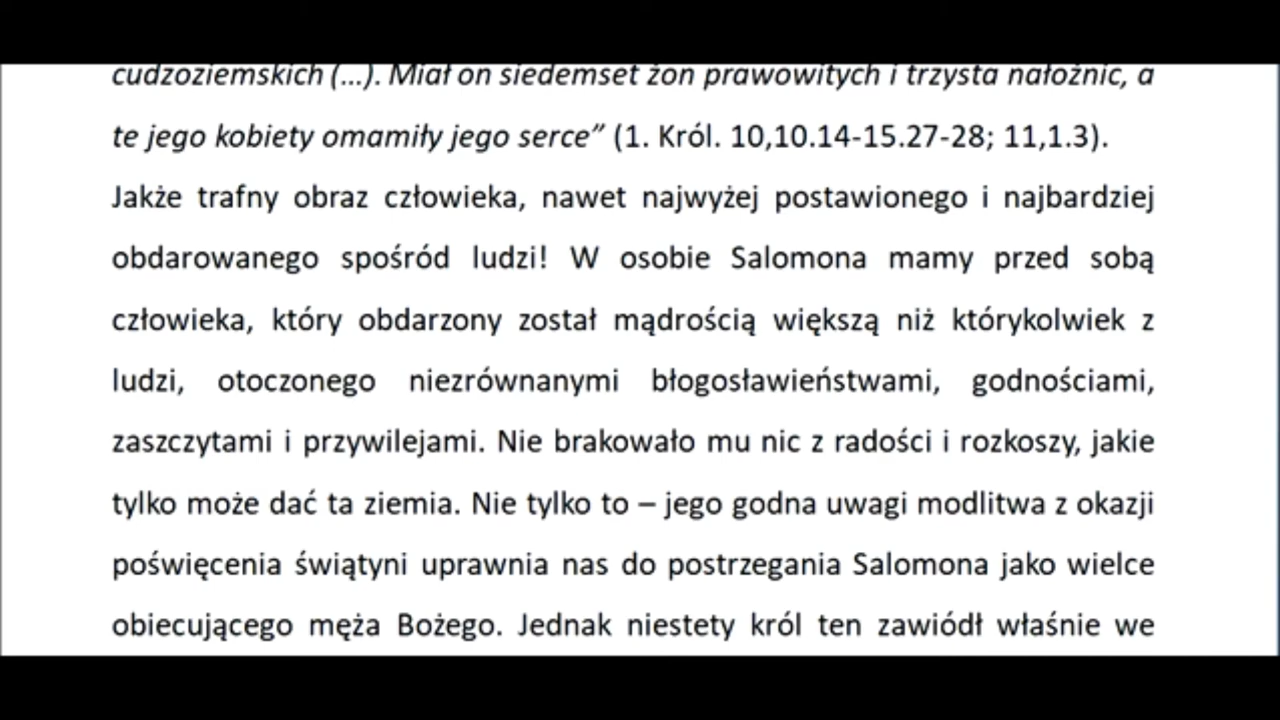 cudzoziemskich (...). Miał on siedemset żon prawowitych i trzysta nałożnic, a
te jego kobiety omamiły jego serce” (1. Król. 10,10.14-15.27-28; 11,1.3).
Jakże trafny obraz człowieka, nawet najwyżej postawionego i najbardziej
obdarowanego spośród ludzi! W osobie Salomona mamy przed sobą
człowieka, który obdarzony został mądrością większą niż którykolwiek z
ludzi, otoczonego niezrównanymi błogosławieństwami, godnościami,
zaszczytami i przywilejami. Nie brakowało mu nic z radości i rozkoszy, jakie
tylko może dać ta ziemia. Nie tylko to – jego godna uwagi modlitwa z okazji
poświęcenia świątyni uprawnia nas do postrzegania Salomona jako wielce
obiecującego męża Bożego. Jednak niestety król ten zawiódł właśnie we